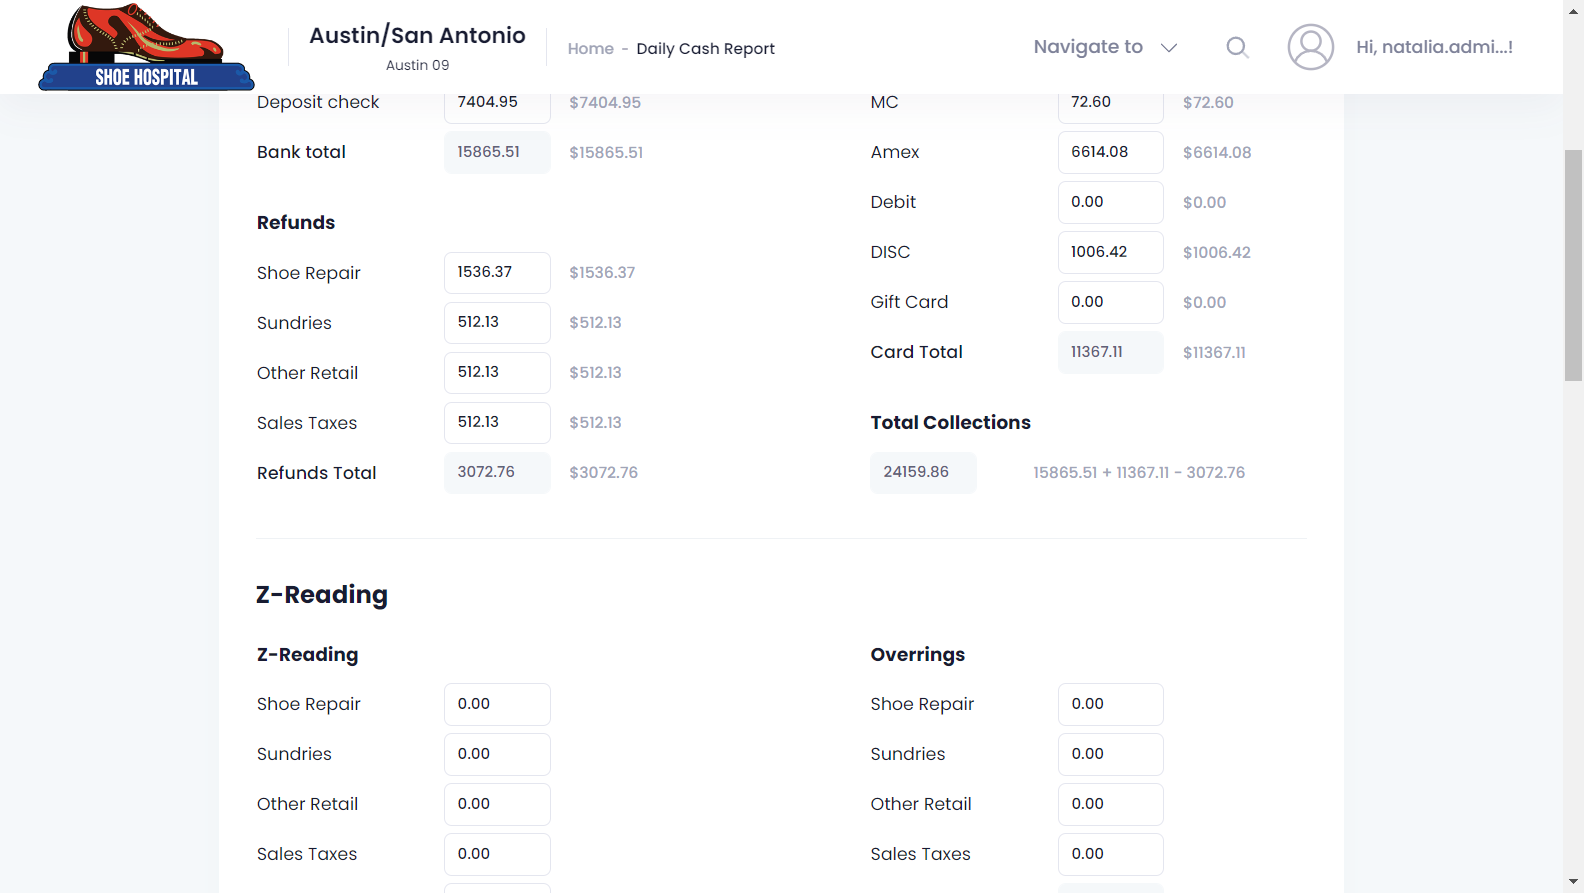 SHOE HOSPITAL
Austin/San Antonio
Austin 09
Home - Daily Cash Report
Navigate to
Hi, natalia.admi...!
Deposit check 7404.95 $7404.95
Bank total 15865.51 $15865.51
Refunds
Shoe Repair 1536.37 $1536.37
Sundries 512.13 $512.13
Other Retail 512.13 $512.13
Sales Taxes 512.13 $512.13
Refunds Total 3072.76 $3072.76
MC 72.60 $72.60
Amex 6614.08 $6614.08
Debit 0.00 $0.00
DISC 1006.42 $1006.42
Gift Card 0.00 $0.00
Card Total 11367.11 $11367.11
Total Collections
24159.86 15865.51 + 11367.11 - 3072.76
Z-Reading
Z-Reading
Shoe Repair 0.00
Sundries 0.00
Other Retail 0.00
Sales Taxes 0.00
Overrings
Shoe Repair 0.00
Sundries 0.00
Other Retail 0.00
Sales Taxes 0.00